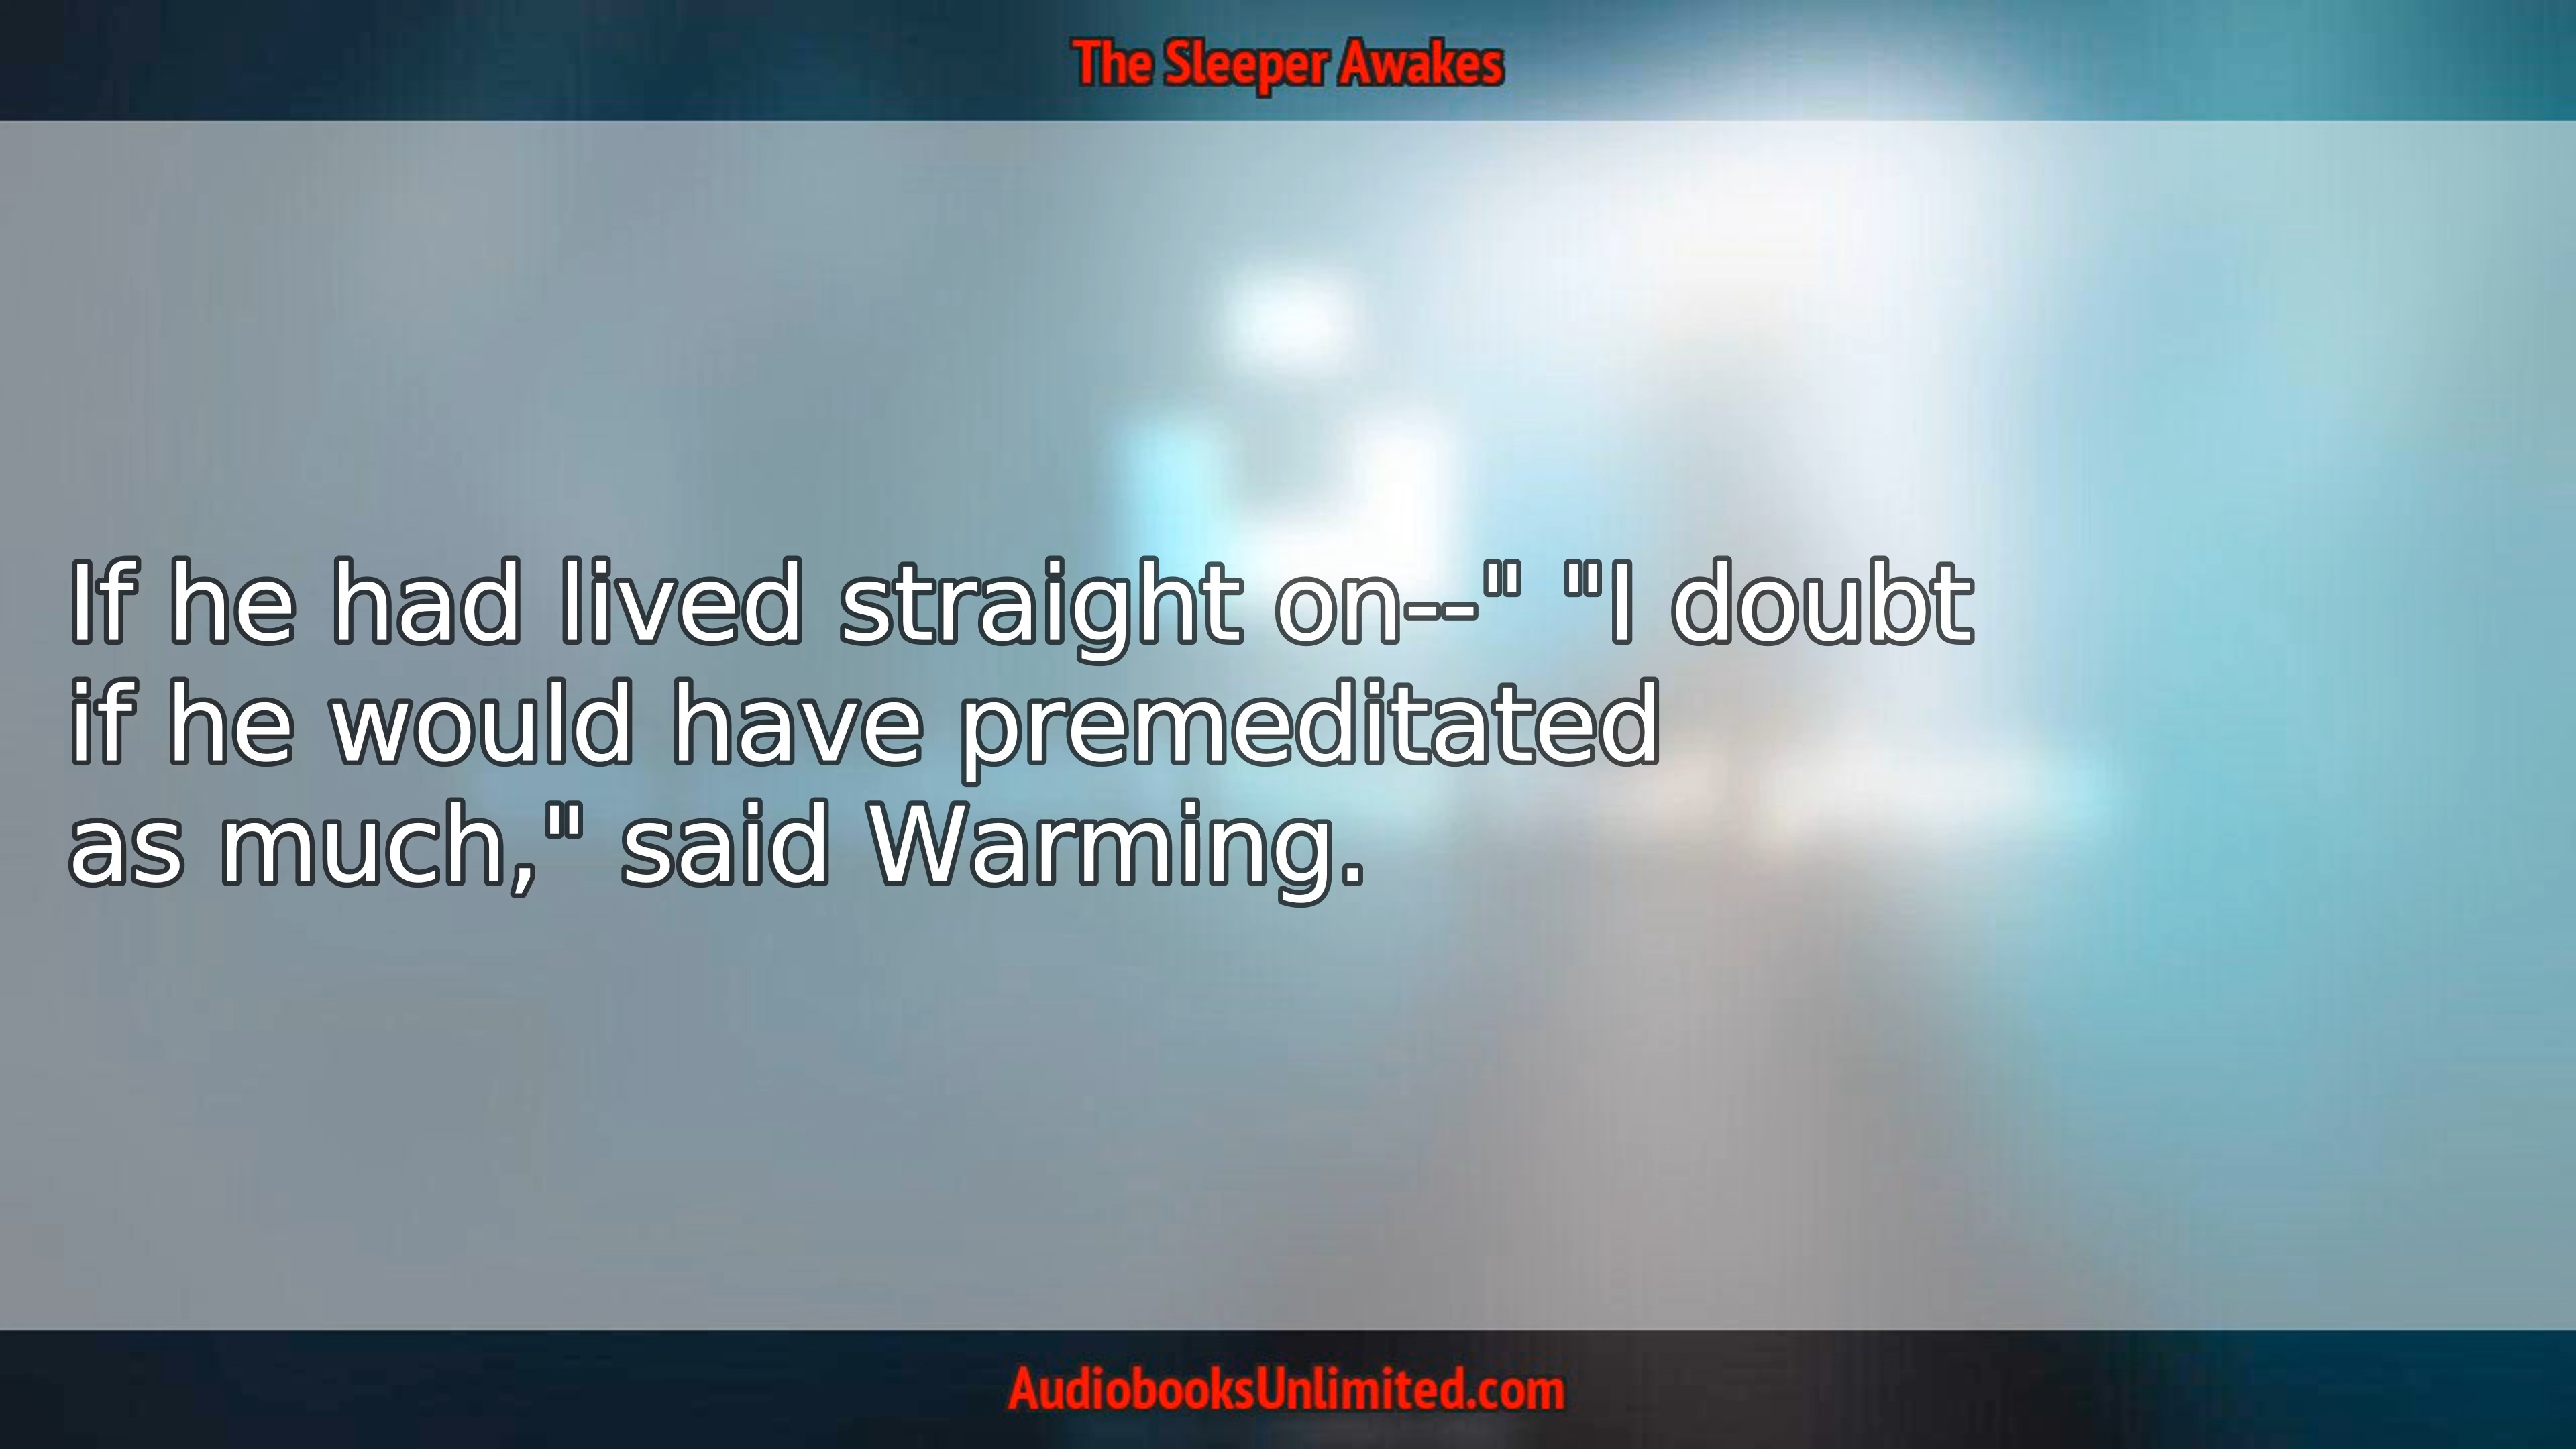 The Sleeper Awakes
If he had lived straight on--" "I doubt
if he would have premeditated
as much," said Warming.
AudiobooksUnlimited.com